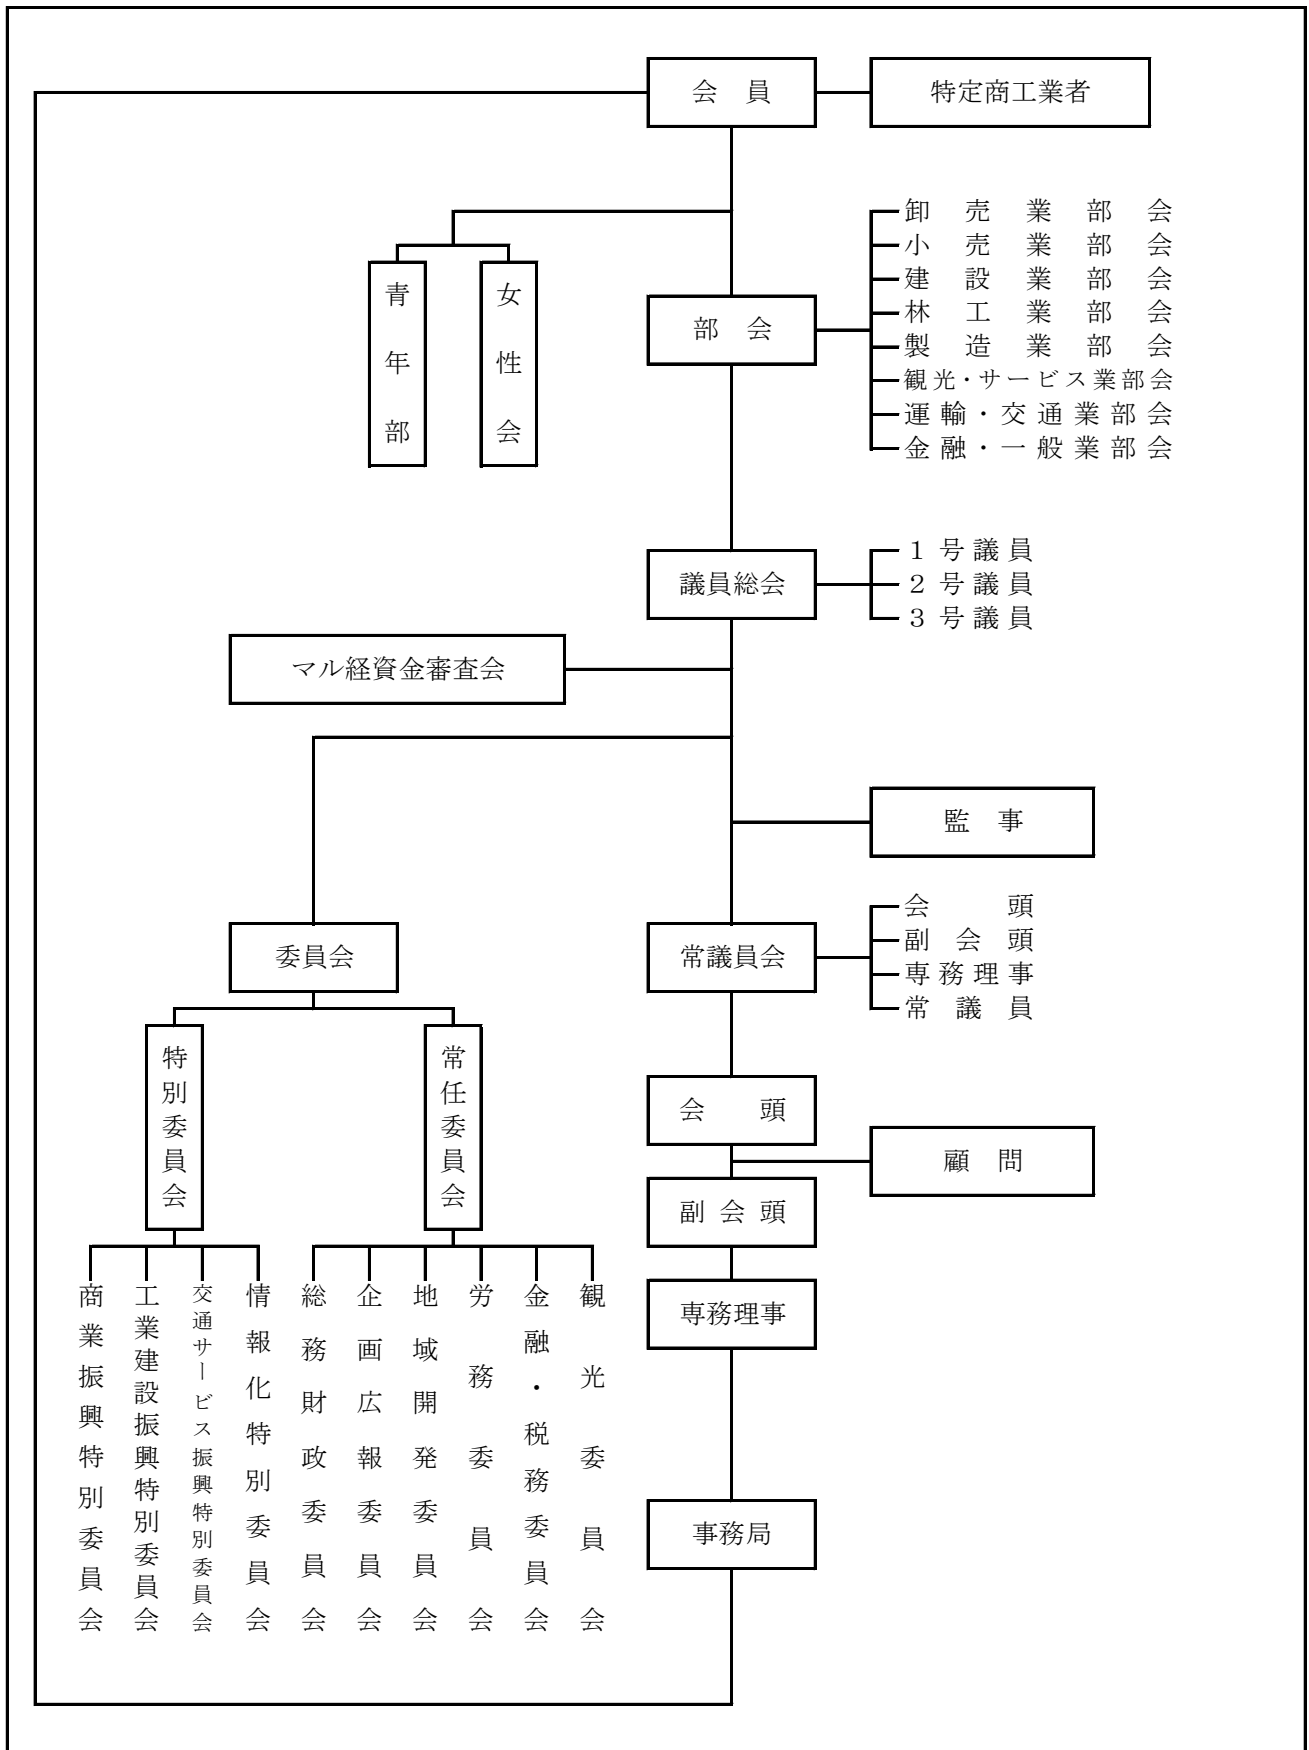 会　員
特定商工業者
卸売業部会
小売業部会
建設業部会
林工業部会
製造業部会
観光・サービス業部会
運輸・交通業部会
金融・一般業部会
青年部
女性会
部　会
議員総会
１号議員
２号議員
３号議員
マル経資金審査会
監　事
委員会
常議員会
会頭
副会頭
専務理事
常議員
特別委員会
常任委員会
会　頭
顧　問
副会頭
専務理事
事務局
商業振興特別委員会
工業建設振興特別委員会
交通サービス振興特別委員会
情報化特別委員会
総務財政委員会
企画広報委員会
地域開発委員会
労務委員会
金融・税務委員会
観光委員会